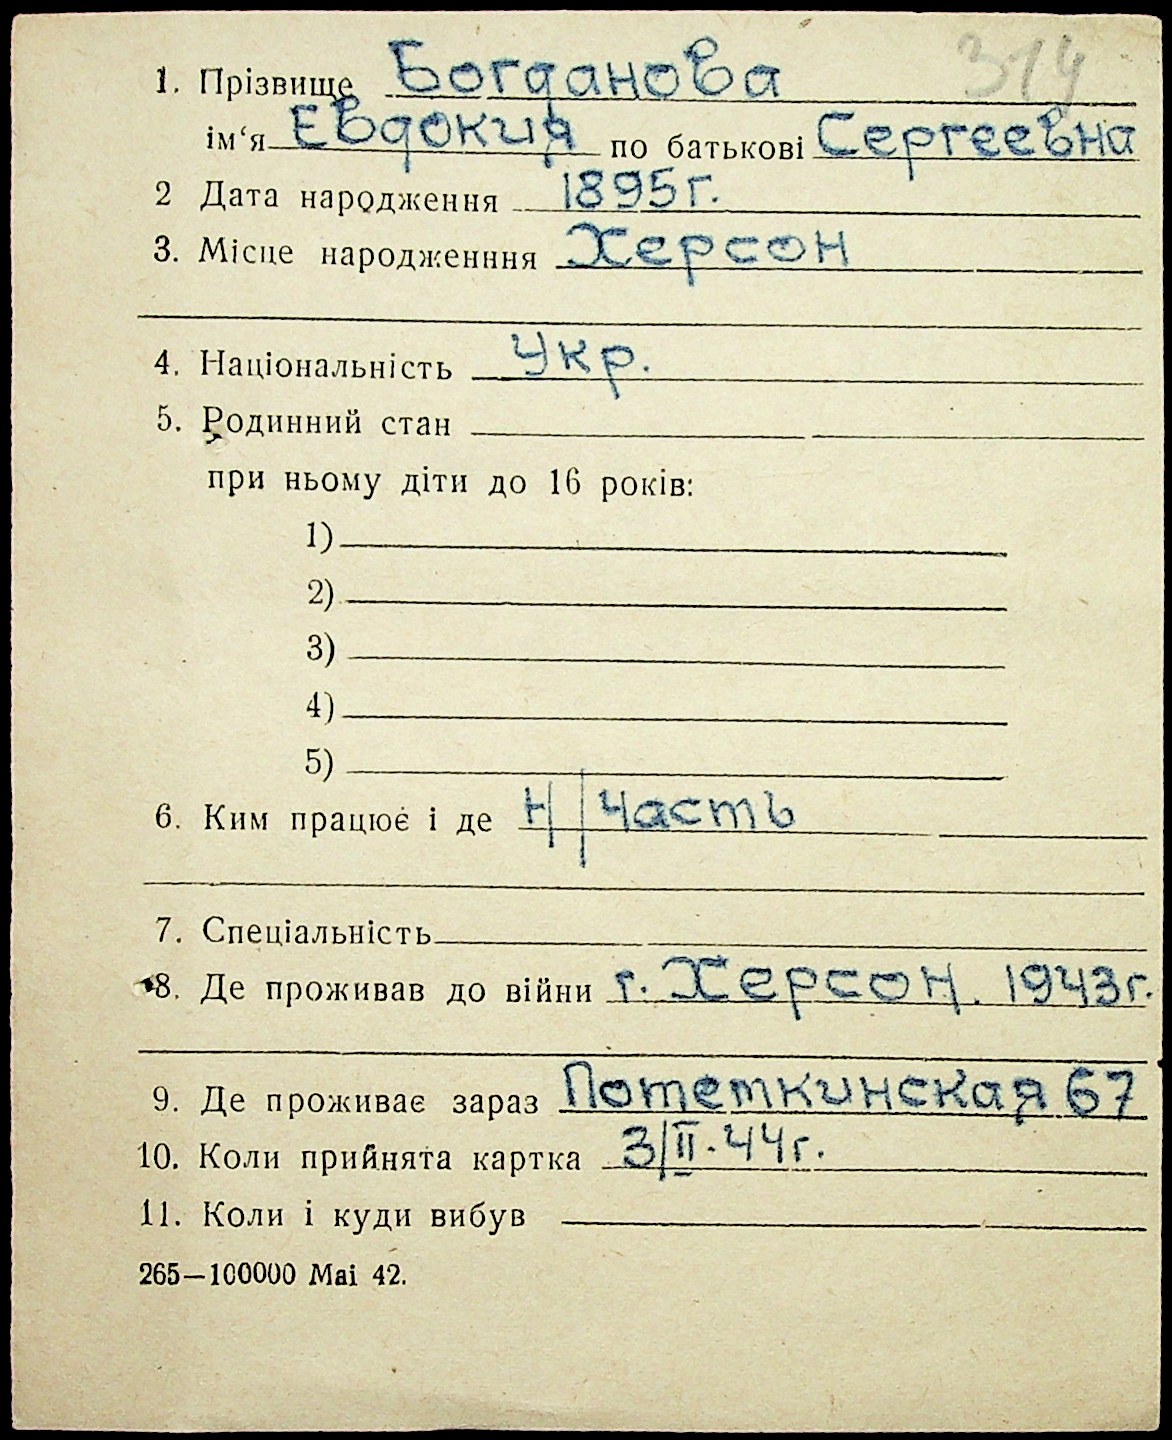 314
1. Прізвище Богданова
ім‘я Евдокия по батькові Сергеевна
2 Дата народження 1895г.
3. Місце народженння Херсон
4. Національність Укр.
5. Родинний стан
при ньому діти до 16 років:
1)
2)
3)
4)
5)
6. Ким працює і де Н/часть
7. Спеціальність
8. Де проживав до війни г. Херсон. 1943г.
9. Де проживає зараз Потемкинская 67
10. Коли прийнята картка 3/II.44г.
11. Коли і куди вибув
265—100000 Mai 42.